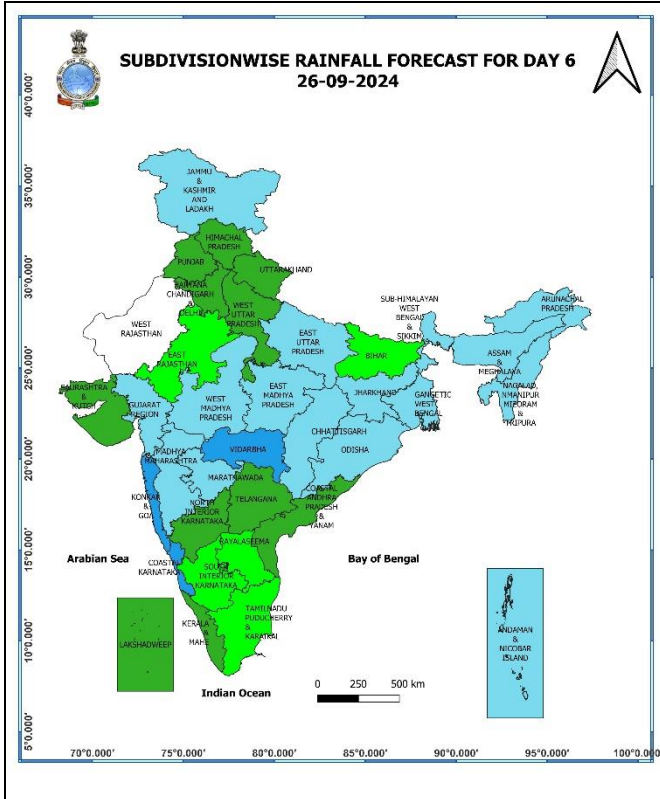 SUBDIVISIONWISE RAINFALL FORECAST FOR DAY 6
26-09-2024
40°0.000'
35°0.000'
30°0.000'
25°0.000'
20°0.000'
15°0.000'
10°0.000'
5°0.000'
JAMMU
&
KASHMIR
AND
LADAKH
HIMACHAL
PRADESH
PUNJAB
UTTARAKHAND
HARYANA
CHANDIGARH
&
DELHI
WEST
UTTAR
PRADESH
WEST
RAJASTHAN
EAST
RAJASTHAN
EAST
UTTAR
PRADESH
SUB-HIMALAYAN
WEST
BENGAL
&
SIKKIM
ARUNACHAL
PRADESH
BIHAR
ASSAM
&
MEGHALAYA
SAURASHTRA
&
KUTCH
GUJARAT
REGION
WEST
MADHYA
PRADESH
EAST
MADHYA
PRADESH
JHARKHAND
GANGETIC
WEST
BENGAL
&
TRIPURA
CHHATTISGARH
ODISHA
MADHYA
MAHARASHTRA
VIDARBHA
MARATHAWADA
KONKAN
&
GOA
NORTH
INTERIOR
KARNATAKA
TELANGANA
COASTAL
ANDHRA
PRADESH
&
YANAM
RAYALASEEMA
Arabian Sea
Bay of Bengal
COASTAL
KARNATAKA
SOUTH
INTERIOR
KARNATAKA
TAMILNADU
PUDUCHERRY
&
KARAIKAL
KERALA
&
MAHE
LAKSHADWEEP
ANDAMAN
&
NICOBAR
ISLAND
Indian Ocean
0 250 500 km
70°0.000' 75°0.000' 80°0.000' 85°0.000' 90°0.000' 95°0.000' 100°0.000'